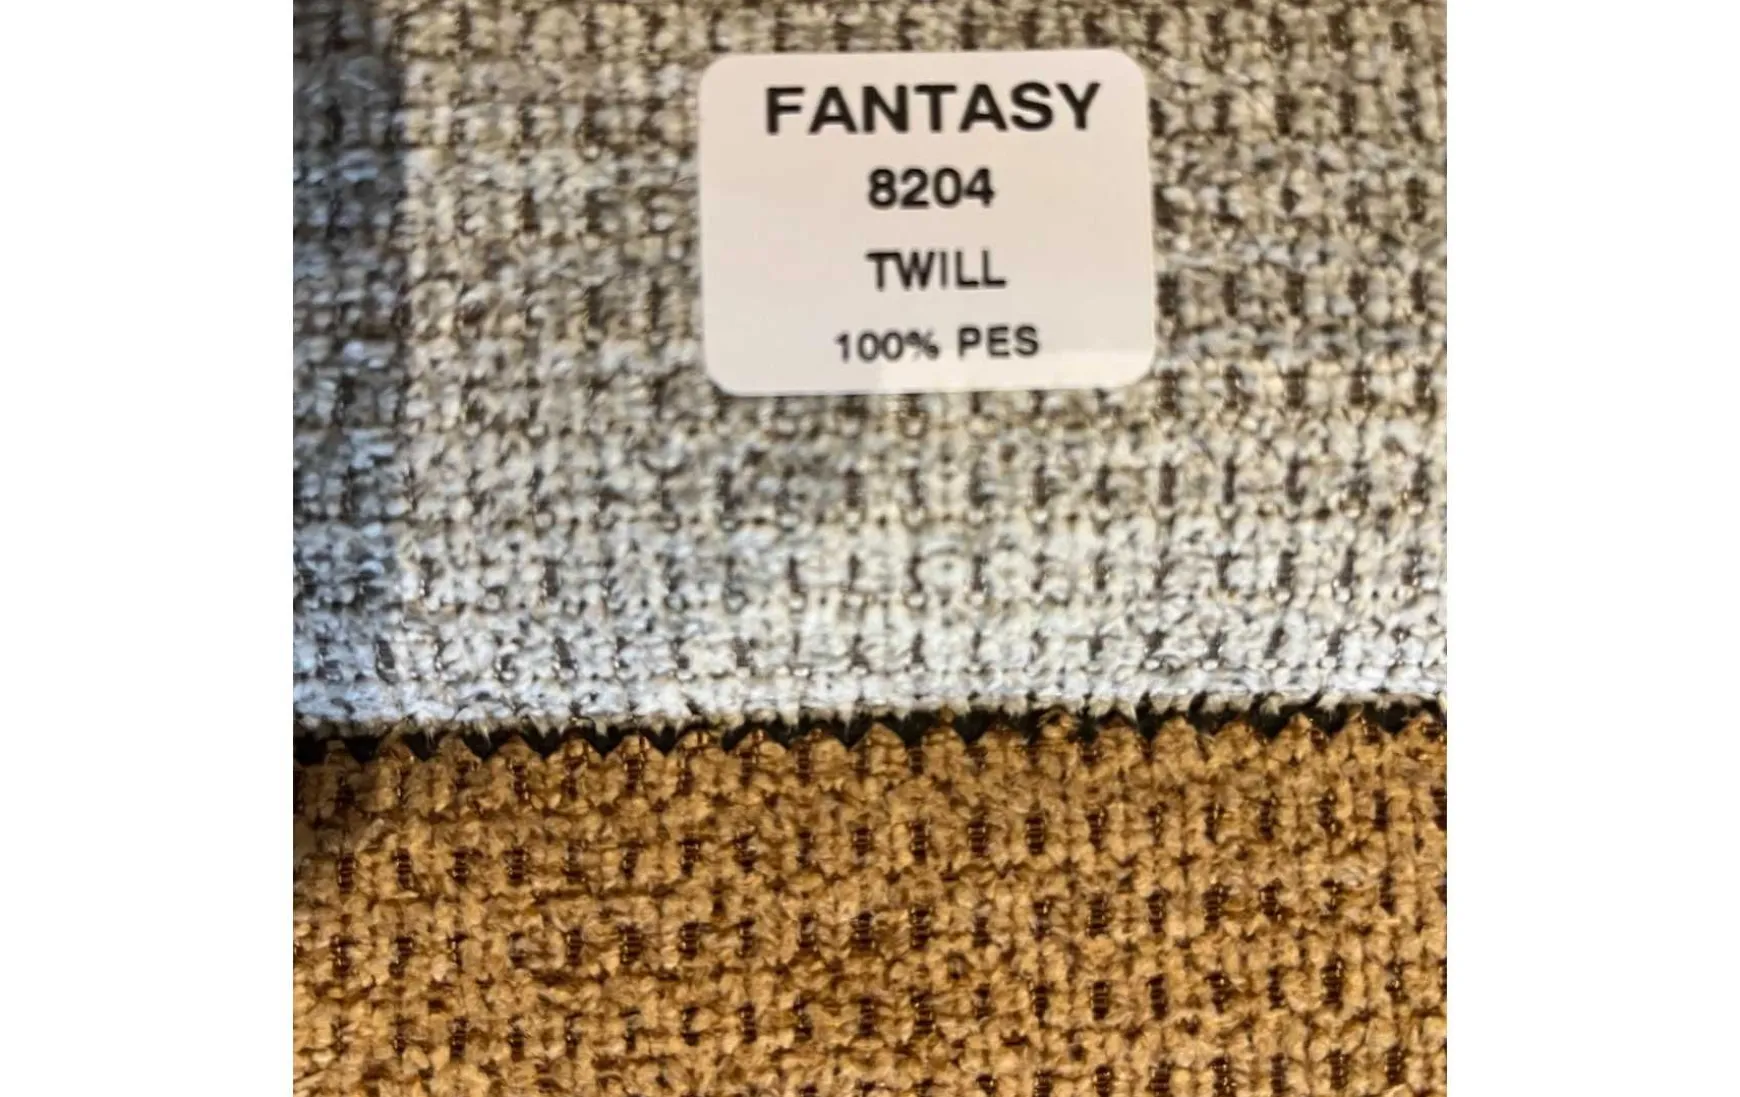 FANTASY
8204
TWILL
100% PES